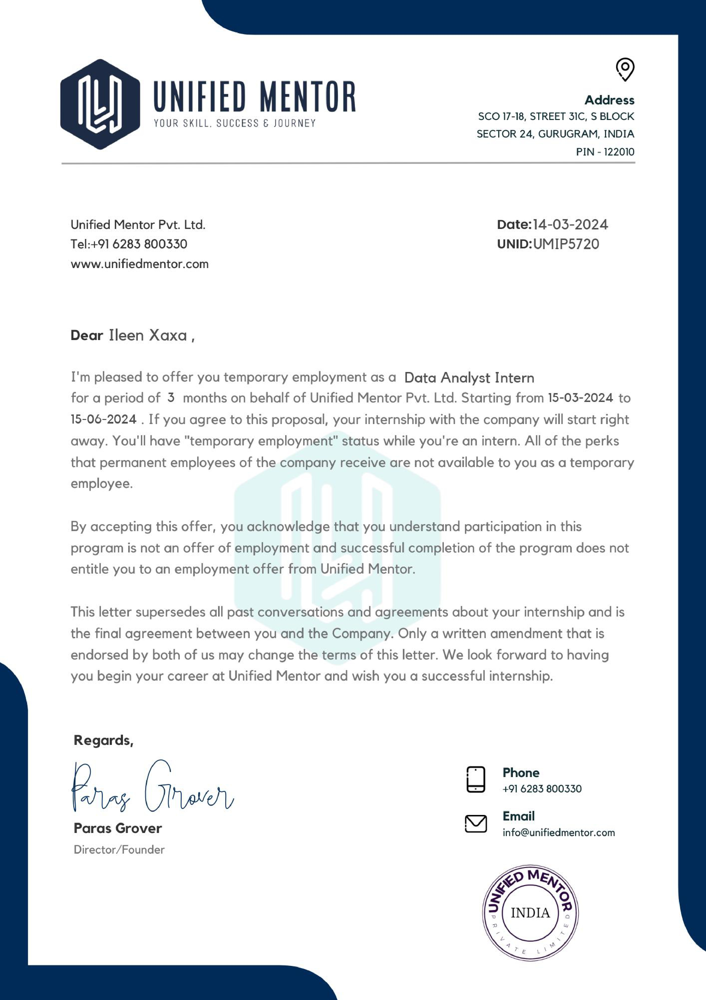 UNIFIED MENTOR
YOUR SKILL. SUCCESS & JOURNEY
Address
SCO 17-18, STREET 31C, S BLOCK
SECTOR 24, GURUGRAM, INDIA
PIN - 122010
Unified Mentor Pvt. Ltd.
Tel:+91 6283 800330
www.unifiedmentor.com
Date:14-03-2024
UNID:UMIP5720
Dear Ileen Xaxa ,
I'm pleased to offer you temporary employment as a Data Analyst Intern
for a period of 3 months on behalf of Unified Mentor Pvt. Ltd. Starting from 15-03-2024 to
15-06-2024 . If you agree to this proposal, your internship with the company will start right
away. You'll have "temporary employment" status while you're an intern. All of the perks
that permanent employees of the company receive are not available to you as a temporary
employee.
By accepting this offer, you acknowledge that you understand participation in this
program is not an offer of employment and successful completion of the program does not
entitle you to an employment offer from Unified Mentor.
This letter supersedes all past conversations and agreements about your internship and is
the final agreement between you and the Company. Only a written amendment that is
endorsed by both of us may change the terms of this letter. We look forward to having
you begin your career at Unified Mentor and wish you a successful internship.
Regards,
Paras Grover
Paras Grover
Director/Founder
Phone
+91 6283 800330
Email
info@unifiedmentor.com
UNIFIED MENTOR
INDIA
PRIVATE LIMITED